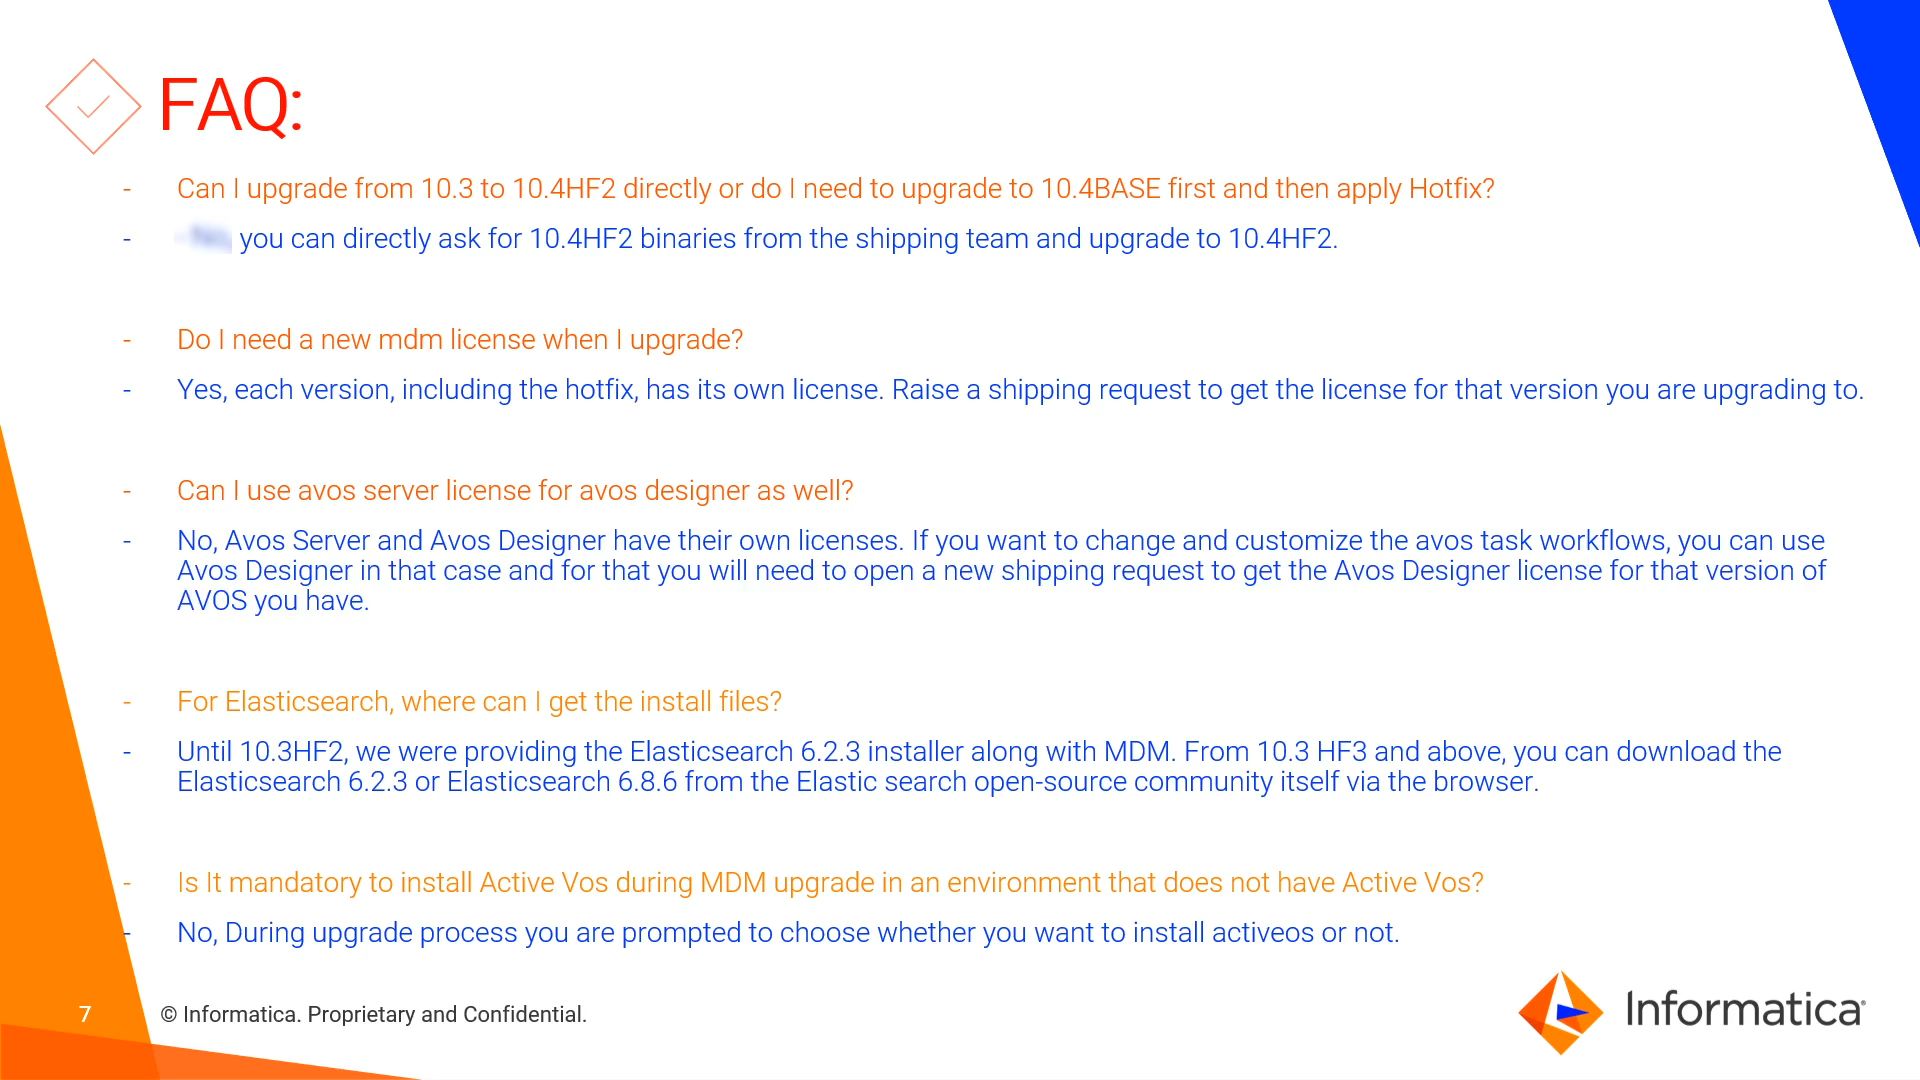 FAQ:
- Can I upgrade from 10.3 to 10.4HF2 directly or do I need to upgrade to 10.4BASE first and then apply Hotfix?
- you can directly ask for 10.4HF2 binaries from the shipping team and upgrade to 10.4HF2.
- Do I need a new mdm license when I upgrade?
- Yes, each version, including the hotfix, has its own license. Raise a shipping request to get the license for that version you are upgrading to.
- Can I use avos server license for avos designer as well?
- No, Avos Server and Avos Designer have their own licenses. If you want to change and customize the avos task workflows, you can use
Avos Designer in that case and for that you will need to open a new shipping request to get the Avos Designer license for that version of
AVOS you have.
- For Elasticsearch, where can I get the install files?
- Until 10.3HF2, we were providing the Elasticsearch 6.2.3 installer along with MDM. From 10.3 HF3 and above, you can download the
Elasticsearch 6.2.3 or Elasticsearch 6.8.6 from the Elastic search open-source community itself via the browser.
- Is It mandatory to install Active Vos during MDM upgrade in an environment that does not have Active Vos?
- No, During upgrade process you are prompted to choose whether you want to install activeos or not.
7 © Informatica. Proprietary and Confidential.
Informatica®